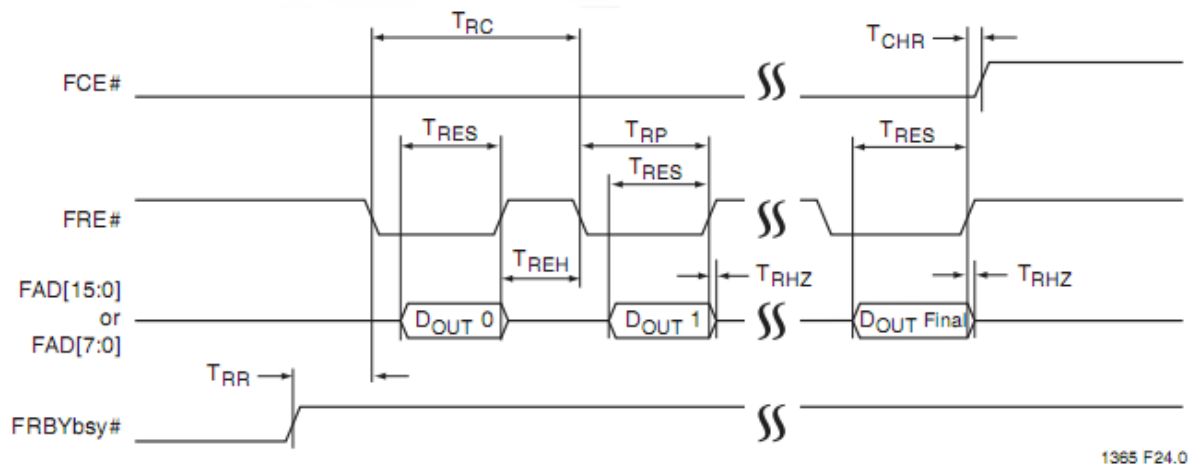 TRC
TCHR
FCE#
TRES
TRP
TRES
TRES
FRE#
TREH
TRHZ
TRHZ
FAD[15:0]
or
FAD[7:0]
DOUT 0
DOUT 1
DOUT Final
TRR
FRBYbsy#
1365 F24.0